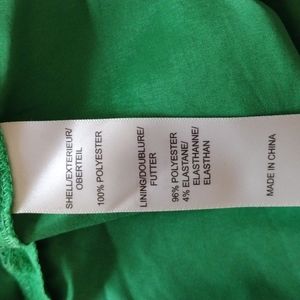 SHELL/EXTERIEUR/
OBERTEIL
100% POLYESTER
LINING/DOUBLURE/
FUTTER
96% POLYESTER
4% ELASTANE/
ELASTHANNE/
ELASTHAN
MADE IN CHINA